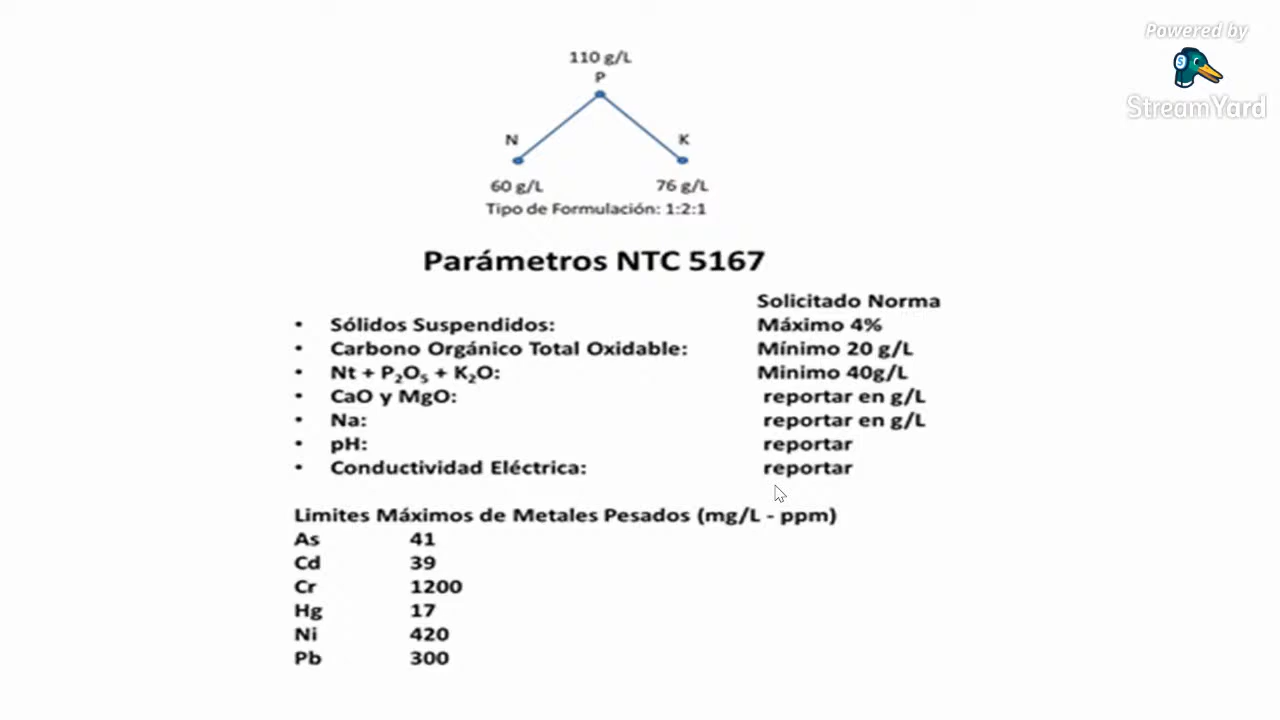 Powered by
StreamYard
110 g/L
P
N K
60 g/L 76 g/L
Tipo de Formulación: 1:2:1
Parámetros NTC 5167
Solicitado Norma
• Sólidos Suspendidos: Máximo 4%
• Carbono Orgánico Total Oxidable: Mínimo 20 g/L
• Nt + P₂O₅ + K₂O: Minimo 40g/L
• CaO y MgO: reportar en g/L
• Na: reportar en g/L
• pH: reportar
• Conductividad Eléctrica: reportar
Limites Máximos de Metales Pesados (mg/L - ppm)
As 41
Cd 39
Cr 1200
Hg 17
Ni 420
Pb 300